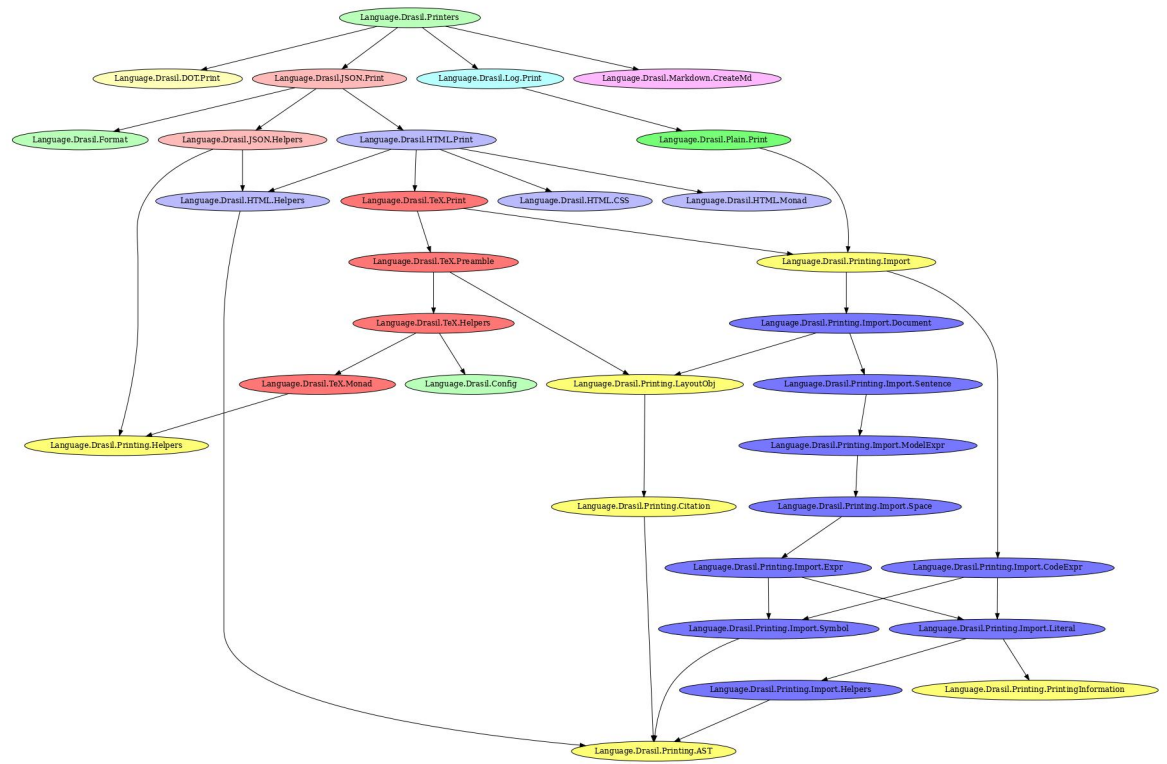 Language.Drasil.Printers
Language.Drasil.DOT.Print
Language.Drasil.JSON.Print
Language.Drasil.Log.Print
Language.Drasil.Markdown.CreateMd
Language.Drasil.Format
Language.Drasil.JSON.Helpers
Language.Drasil.HTML.Print
Language.Drasil.Plain.Print
Language.Drasil.HTML.Helpers
Language.Drasil.TeX.Print
Language.Drasil.HTML.CSS
Language.Drasil.HTML.Monad
Language.Drasil.TeX.Preamble
Language.Drasil.Printing.Import
Language.Drasil.TeX.Helpers
Language.Drasil.Printing.Import.Document
Language.Drasil.TeX.Monad
Language.Drasil.Config
Language.Drasil.Printing.LayoutObj
Language.Drasil.Printing.Import.Sentence
Language.Drasil.Printing.Helpers
Language.Drasil.Printing.Import.ModelExpr
Language.Drasil.Printing.Citation
Language.Drasil.Printing.Import.Space
Language.Drasil.Printing.Import.Expr
Language.Drasil.Printing.Import.CodeExpr
Language.Drasil.Printing.Import.Symbol
Language.Drasil.Printing.Import.Literal
Language.Drasil.Printing.Import.Helpers
Language.Drasil.Printing.PrintingInformation
Language.Drasil.Printing.AST